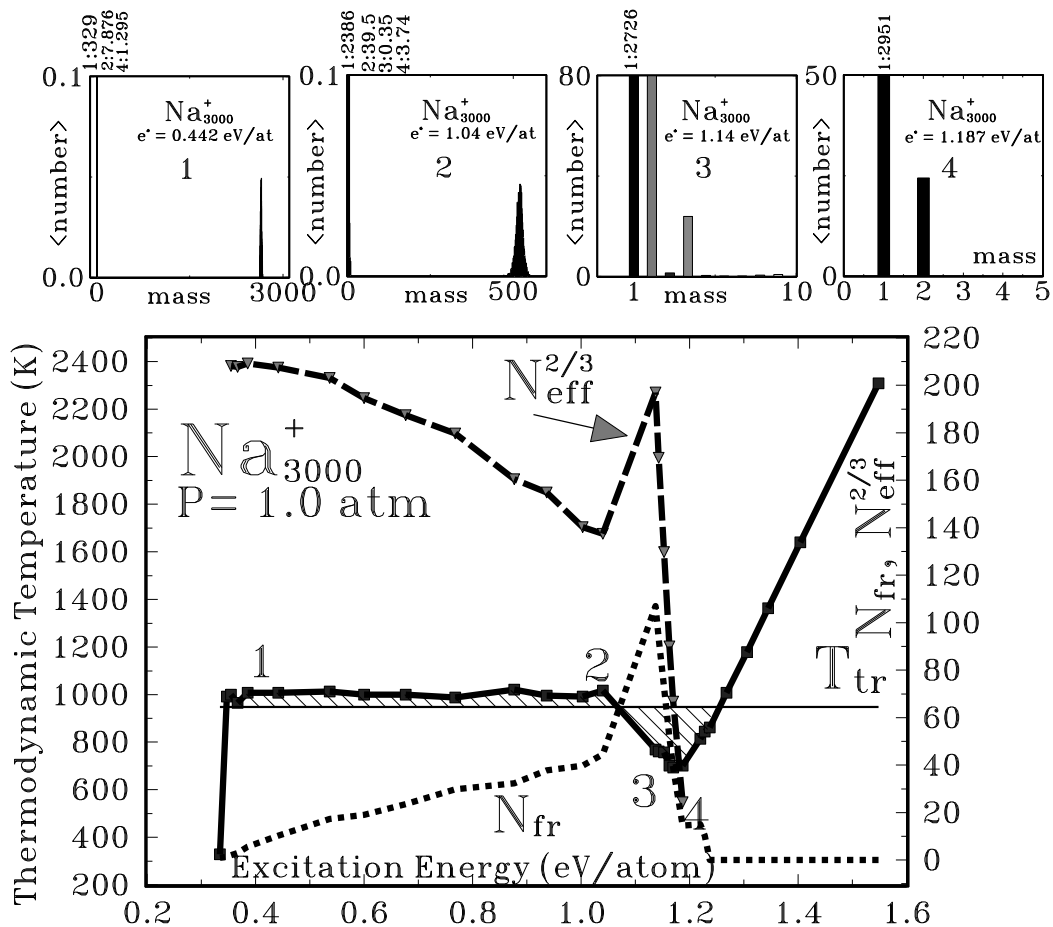 1:329
2:7.876
4:1.295
1:2386
2:39.5
3:0.35
4:3.74
1:2726
1:2951
0.1
<number>
0.0
0
3000
mass
Na+3000
e* = 0.442 eV/at
1
0.1
<number>
0.0
0
500
mass
Na+3000
e* = 1.04 eV/at
2
80
<number>
0
1
10
mass
Na+3000
e* = 1.14 eV/at
3
50
<number>
0
0 1 2 3 4 5
mass
Na+3000
e* = 1.187 eV/at
4
Thermodynamic Temperature (K)
2400
2200
2000
1800
1600
1400
1200
1000
800
600
400
200
Na+3000
P= 1.0 atm
N2/3eff
1
2
3
4
Nfr
Ttr
Excitation Energy (eV/atom)
0.2 0.4 0.6 0.8 1.0 1.2 1.4 1.6
220
200
180
160
140
120
100
80
60
40
20
0
Nfr, N2/3eff